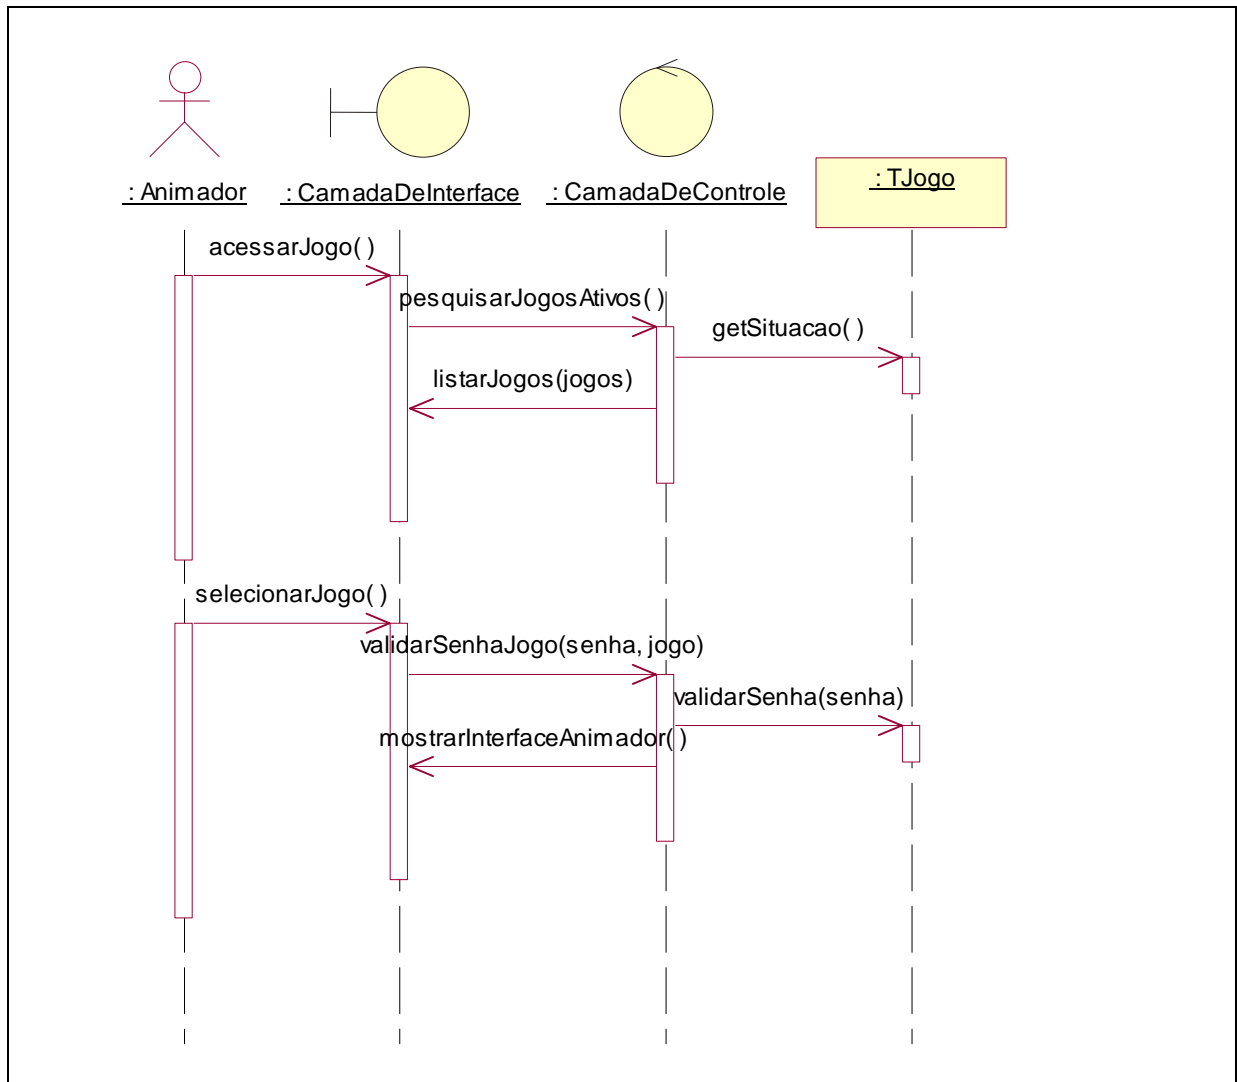 : Animador
: CamadaDeInterface
: CamadaDeControle
: TJogo
acessarJogo( )
pesquisarJogosAtivos( )
getSituacao( )
listarJogos(jogos)
selecionarJogo( )
validarSenhaJogo(senha, jogo)
validarSenha(senha)
mostrarInterfaceAnimador( )